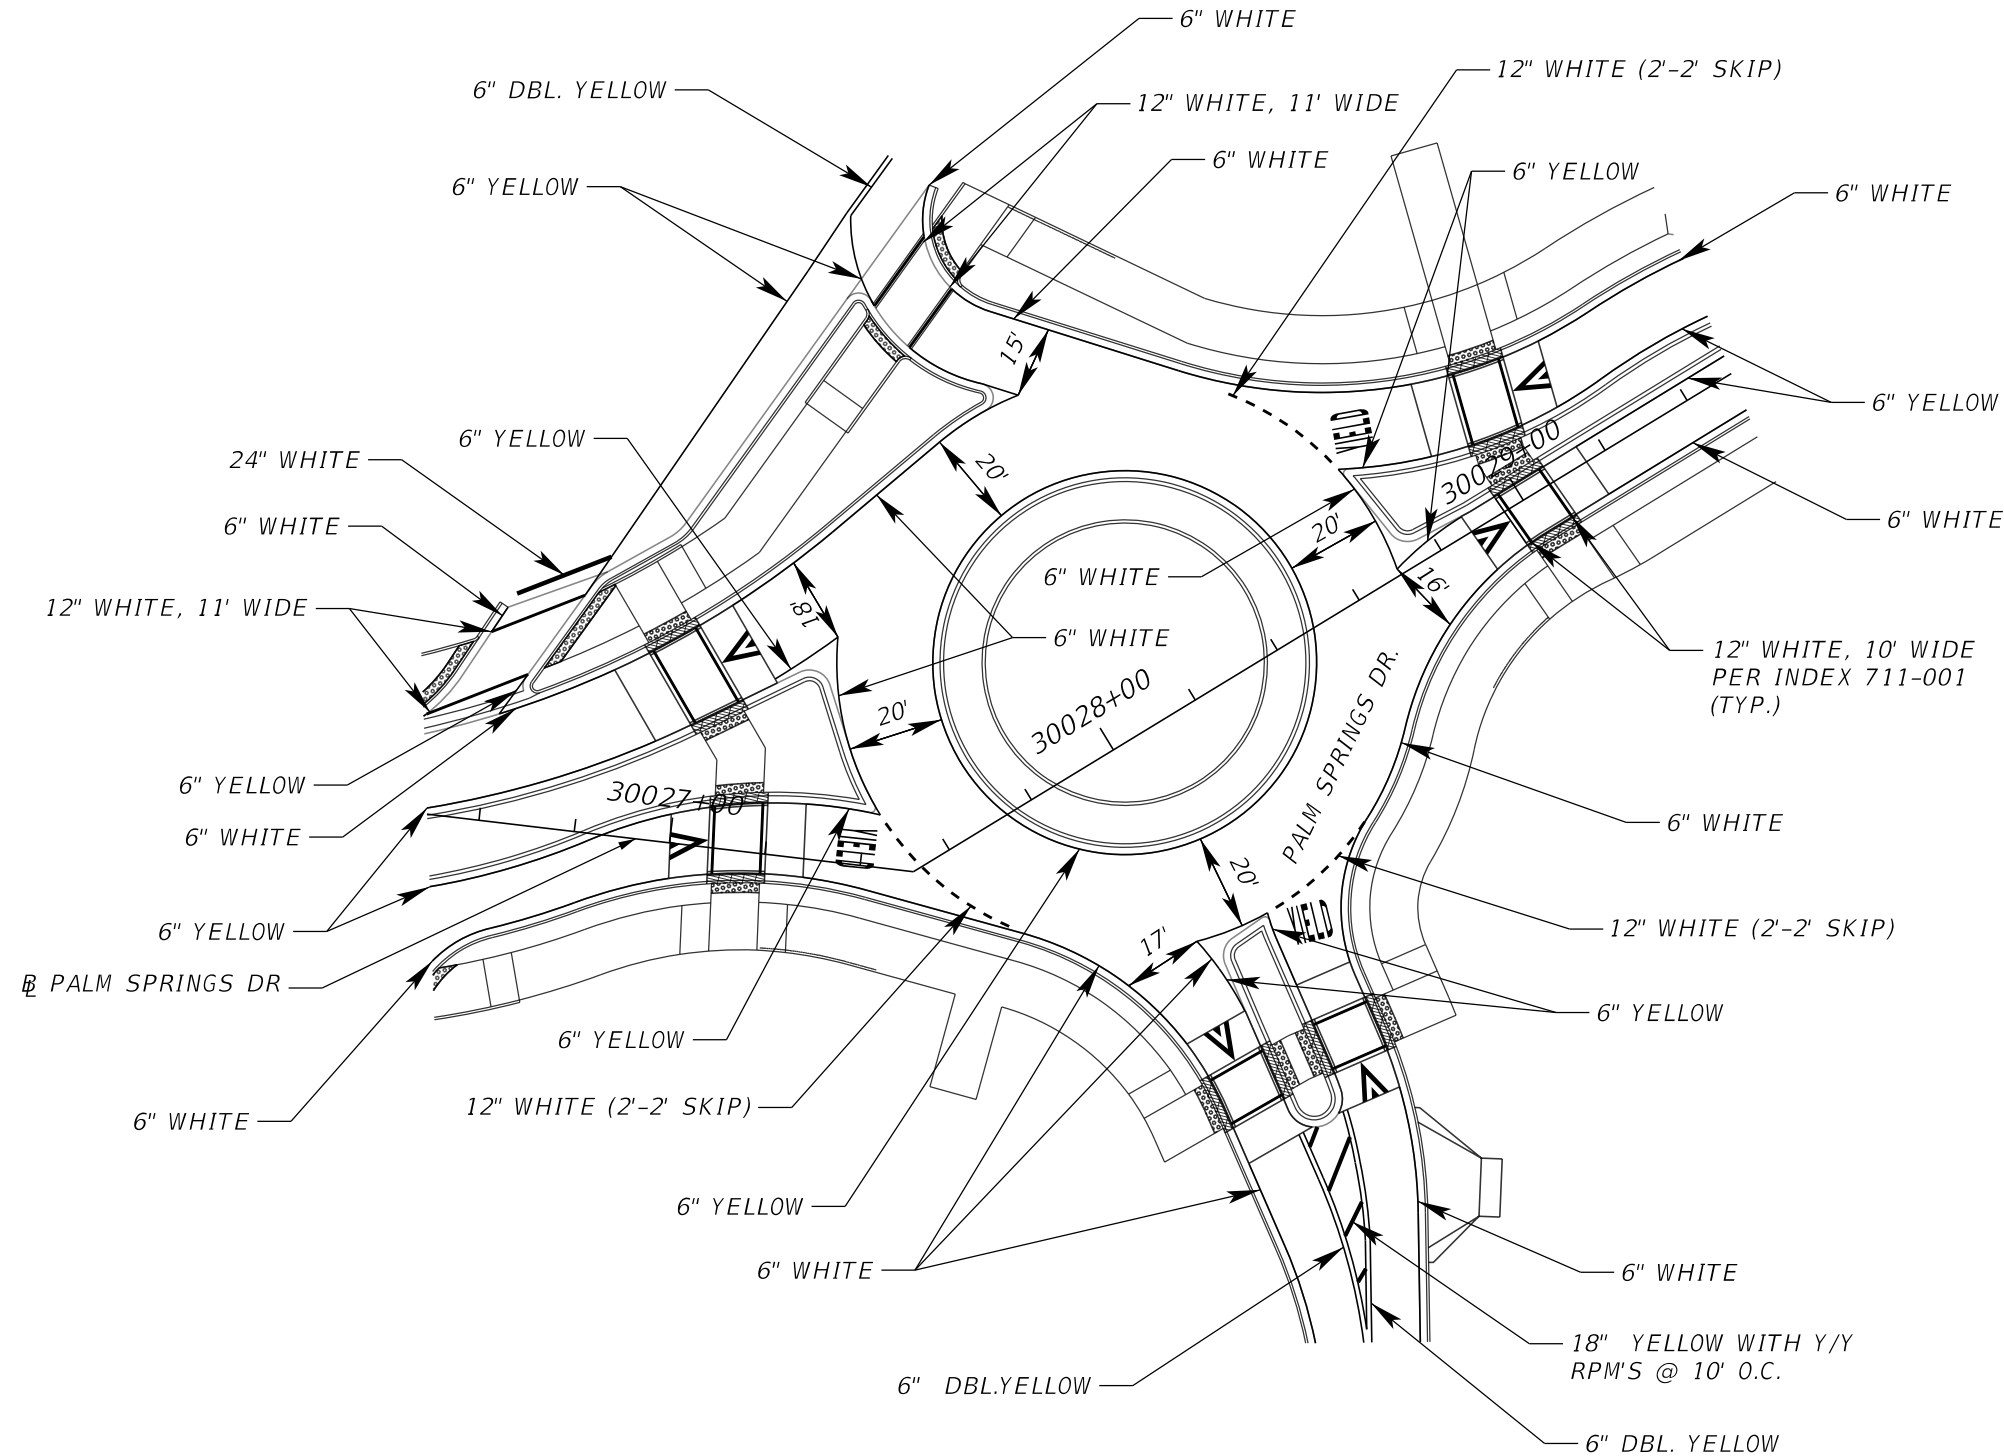 6" WHITE
12" WHITE (2'-2' SKIP)
6" DBL. YELLOW
12" WHITE, 11' WIDE
6" WHITE
6" YELLOW
6" YELLOW
6" WHITE
15'
6" YELLOW
6" YELLOW
24" WHITE
20'
30029+00
6" WHITE
20'
6" WHITE
6" WHITE
16'
12" WHITE, 11' WIDE
18'
6" WHITE
12" WHITE, 10' WIDE
PER INDEX 711-001
(TYP.)
20'
30028+00
PALM SPRINGS DR.
6" YELLOW
30027+00
6" WHITE
6" WHITE
20'
6" YELLOW
17'
12" WHITE (2'-2' SKIP)
BL PALM SPRINGS DR
6" YELLOW
6" YELLOW
12" WHITE (2'-2' SKIP)
6" WHITE
6" YELLOW
6" WHITE
6" WHITE
18" YELLOW WITH Y/Y
RPM'S @ 10' O.C.
6" DBL.YELLOW
6" DBL. YELLOW